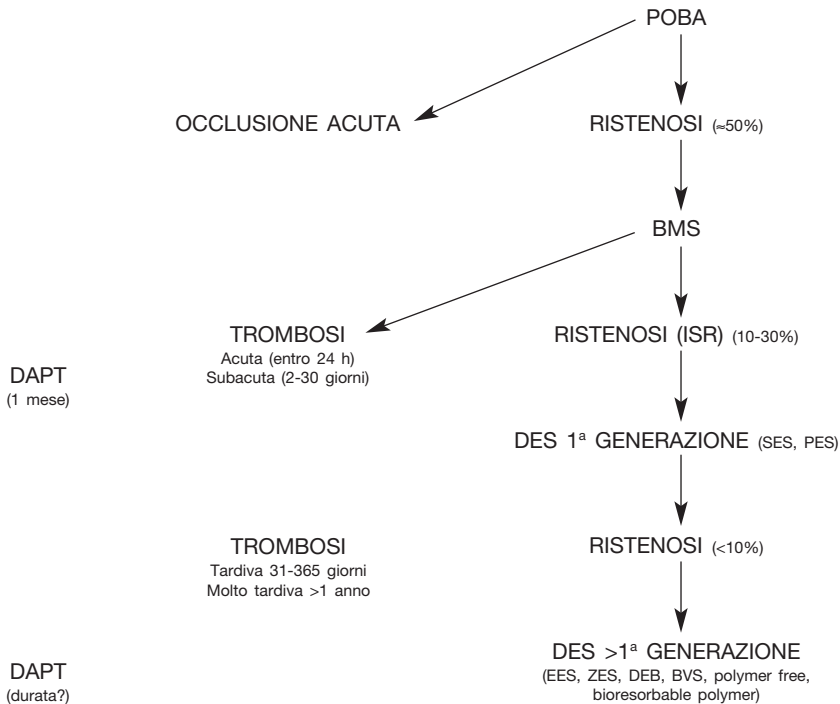 POBA
OCCLUSIONE ACUTA
RISTENOSI (≈50%)
BMS
TROMBOSI
Acuta (entro 24 h)
Subacuta (2-30 giorni)
RISTENOSI (ISR) (10-30%)
DAPT
(1 mese)
DES 1ª GENERAZIONE (SES, PES)
TROMBOSI
Tardiva 31-365 giorni
Molto tardiva >1 anno
RISTENOSI (<10%)
DES >1ª GENERAZIONE
(EES, ZES, DEB, BVS, polymer free,
bioresorbable polymer)
DAPT
(durata?)